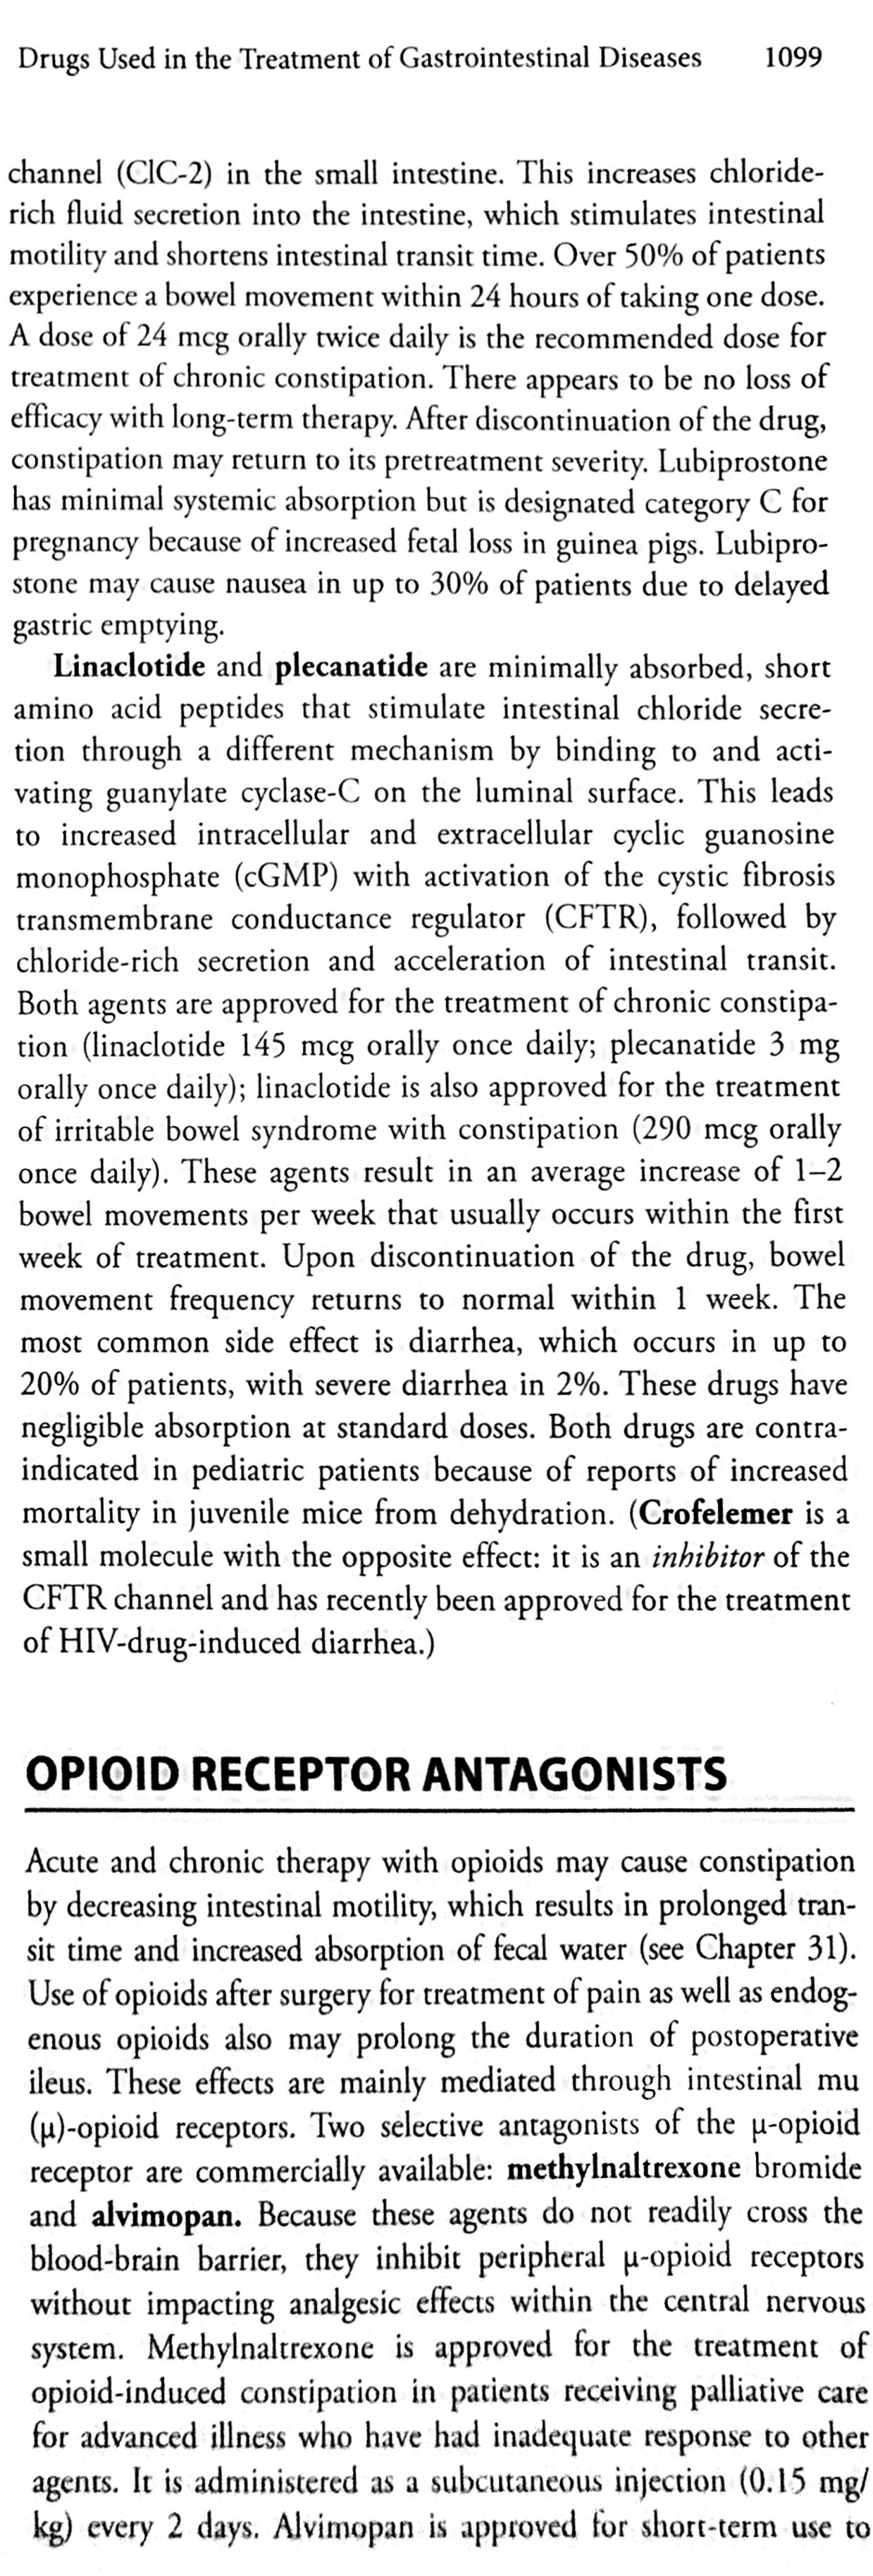 Drugs Used in the Treatment of Gastrointestinal Diseases 1099
channel (ClC-2) in the small intestine. This increases chloride-
rich fluid secretion into the intestine, which stimulates intestinal
motility and shortens intestinal transit time. Over 50% of patients
experience a bowel movement within 24 hours of taking one dose.
A dose of 24 mcg orally twice daily is the recommended dose for
treatment of chronic constipation. There appears to be no loss of
efficacy with long-term therapy. After discontinuation of the drug,
constipation may return to its pretreatment severity. Lubiprostone
has minimal systemic absorption but is designated category C for
pregnancy because of increased fetal loss in guinea pigs. Lubipro-
stone may cause nausea in up to 30% of patients due to delayed
gastric emptying.
Linaclotide and plecanatide are minimally absorbed, short
amino acid peptides that stimulate intestinal chloride secre-
tion through a different mechanism by binding to and acti-
vating guanylate cyclase-C on the luminal surface. This leads
to increased intracellular and extracellular cyclic guanosine
monophosphate (cGMP) with activation of the cystic fibrosis
transmembrane conductance regulator (CFTR), followed by
chloride-rich secretion and acceleration of intestinal transit.
Both agents are approved for the treatment of chronic constipa-
tion (linaclotide 145 mcg orally once daily; plecanatide 3 mg
orally once daily); linaclotide is also approved for the treatment
of irritable bowel syndrome with constipation (290 mcg orally
once daily). These agents result in an average increase of 1–2
bowel movements per week that usually occurs within the first
week of treatment. Upon discontinuation of the drug, bowel
movement frequency returns to normal within 1 week. The
most common side effect is diarrhea, which occurs in up to
20% of patients, with severe diarrhea in 2%. These drugs have
negligible absorption at standard doses. Both drugs are contra-
indicated in pediatric patients because of reports of increased
mortality in juvenile mice from dehydration. (Crofelemer is a
small molecule with the opposite effect: it is an inhibitor of the
CFTR channel and has recently been approved for the treatment
of HIV-drug-induced diarrhea.)
OPIOID RECEPTOR ANTAGONISTS
Acute and chronic therapy with opioids may cause constipation
by decreasing intestinal motility, which results in prolonged tran-
sit time and increased absorption of fecal water (see Chapter 31).
Use of opioids after surgery for treatment of pain as well as endog-
enous opioids also may prolong the duration of postoperative
ileus. These effects are mainly mediated through intestinal mu
(μ)-opioid receptors. Two selective antagonists of the μ-opioid
receptor are commercially available: methylnaltrexone bromide
and alvimopan. Because these agents do not readily cross the
blood-brain barrier, they inhibit peripheral μ-opioid receptors
without impacting analgesic effects within the central nervous
system. Methylnaltrexone is approved for the treatment of
opioid-induced constipation in patients receiving palliative care
for advanced illness who have had inadequate response to other
agents. It is administered as a subcutaneous injection (0.15 mg/
kg) every 2 days. Alvimopan is approved for short-term use to